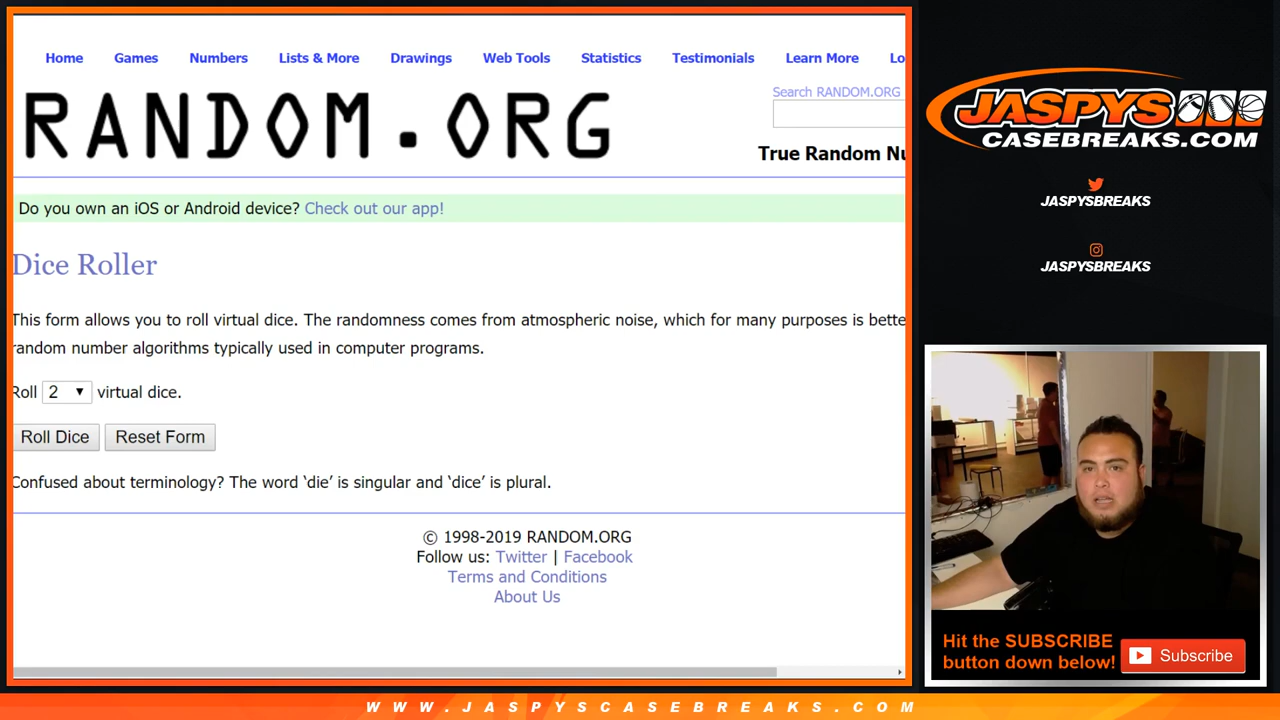 Home Games Numbers Lists & More Drawings Web Tools Statistics Testimonials Learn More Lo
RANDOM.ORG
Search RANDOM.ORG
True Random Nu
Do you own an iOS or Android device? Check out our app!
Dice Roller
This form allows you to roll virtual dice. The randomness comes from atmospheric noise, which for many purposes is bette
random number algorithms typically used in computer programs.
Roll 2 virtual dice.
Roll Dice Reset Form
Confused about terminology? The word ‘die’ is singular and ‘dice’ is plural.
© 1998-2019 RANDOM.ORG
Follow us: Twitter | Facebook
Terms and Conditions
About Us
JASPYS
CASEBREAKS.COM
JASPYSBREAKS
JASPYSBREAKS
Hit the SUBSCRIBE
button down below!
Subscribe
WWW.JASPYSCASEBREAKS.COM